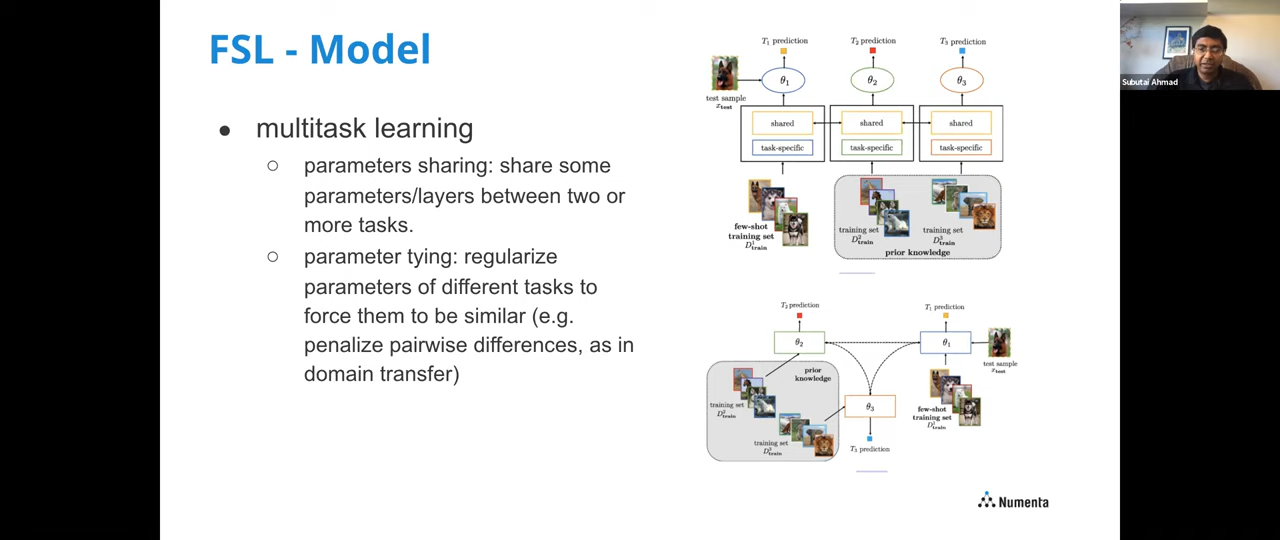 FSL - Model
● multitask learning
○ parameters sharing: share some
parameters/layers between two or
more tasks.
○ parameter tying: regularize
parameters of different tasks to
force them to be similar (e.g.
penalize pairwise differences, as in
domain transfer)
T₁ prediction T₂ prediction T₃ prediction
θ₁ θ₂ θ₃
test sample
x_test
shared shared shared
task-specific task-specific task-specific
few-shot
training set
D¹_train
training set
D²_train
training set
D³_train
prior knowledge
T₂ prediction T₁ prediction
θ₂ θ₁
test sample
x_test
prior
knowledge
training set
D²_train
θ₃
few-shot
training set
D¹_train
training set
D³_train
T₃ prediction
Numenta
Subutai Ahmad